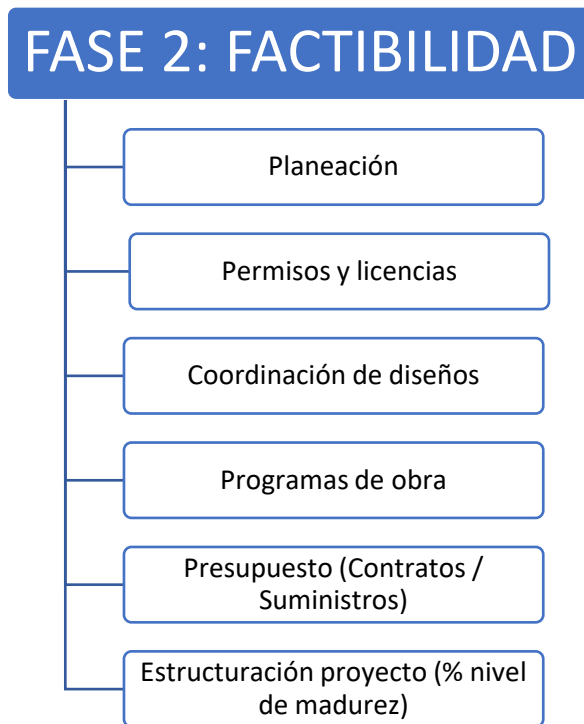 FASE 2: FACTIBILIDAD
Planeación
Permisos y licencias
Coordinación de diseños
Programas de obra
Presupuesto (Contratos /
Suministros)
Estructuración proyecto (% nivel
de madurez)